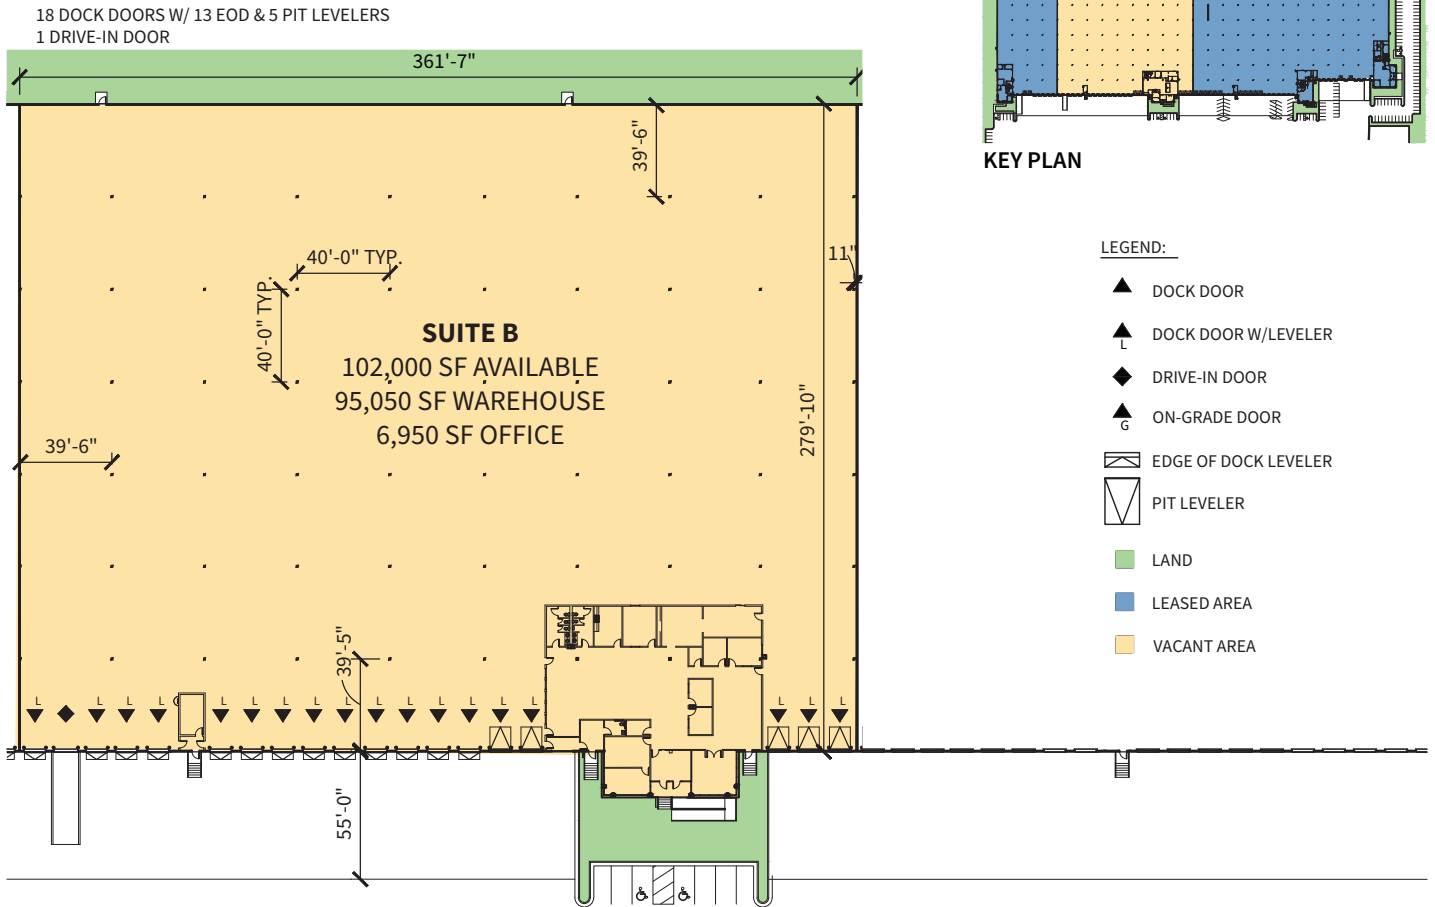 18 DOCK DOORS W/ 13 EOD & 5 PIT LEVELERS
1 DRIVE-IN DOOR
361'-7"
39'-6"
KEY PLAN
40'-0" TYP.
40'-0" TYP.
11"
SUITE B
102,000 SF AVAILABLE
95,050 SF WAREHOUSE
6,950 SF OFFICE
279'-10"
39'-6"
39'-5"
L L L L L L L L L L L L L L L L L L
55'-0"
LEGEND:
DOCK DOOR
L
DOCK DOOR W/LEVELER
DRIVE-IN DOOR
G
ON-GRADE DOOR
EDGE OF DOCK LEVELER
PIT LEVELER
LAND
LEASED AREA
VACANT AREA